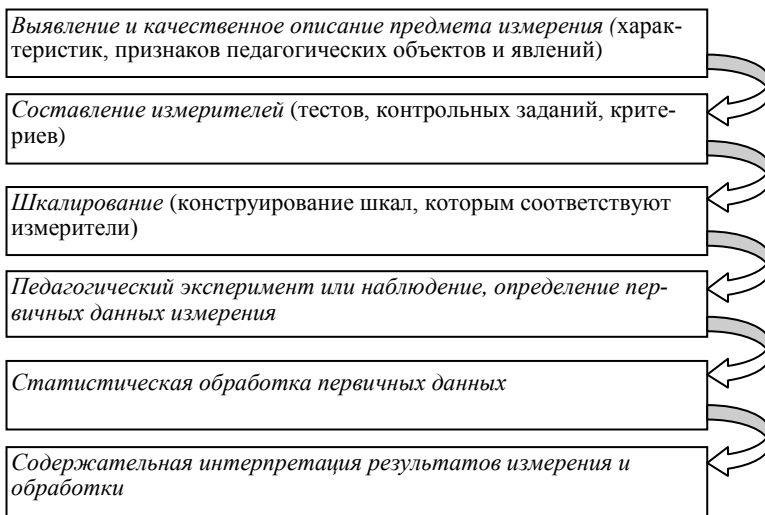 Выявление и качественное описание предмета измерения (харак-
теристик, признаков педагогических объектов и явлений)
Составление измерителей (тестов, контрольных заданий, крите-
риев)
Шкалирование (конструирование шкал, которым соответствуют
измерители)
Педагогический эксперимент или наблюдение, определение пер-
вичных данных измерения
Статистическая обработка первичных данных
Содержательная интерпретация результатов измерения и
обработки